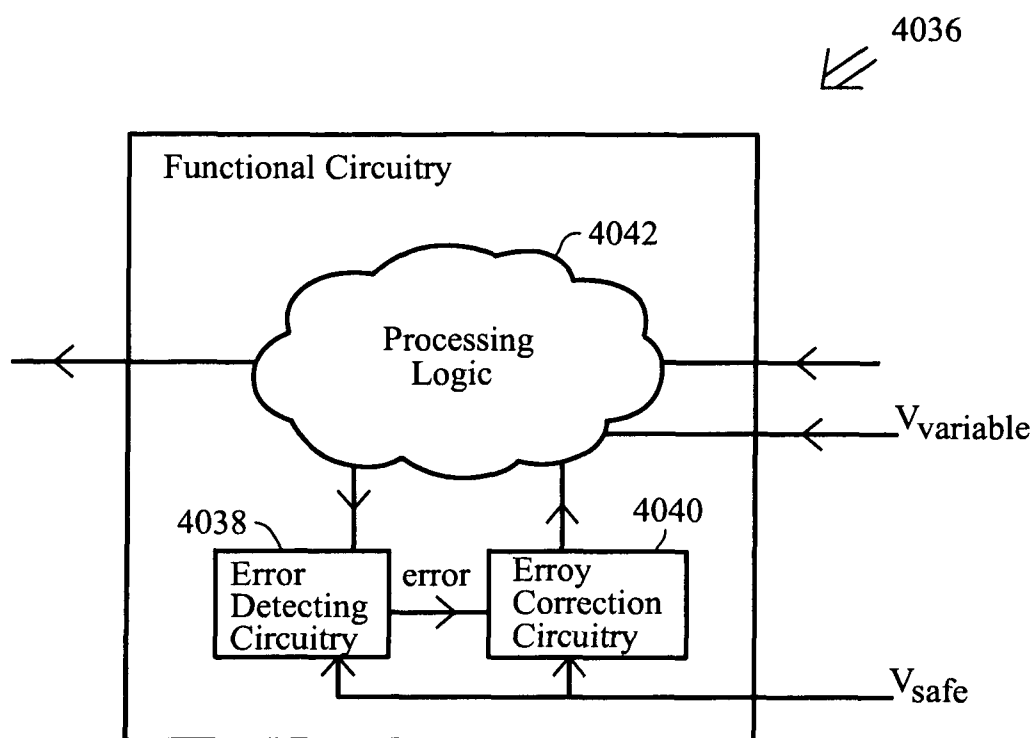 4036
Functional Circuitry
4042
Processing
Logic
Vvariable
4038
4040
Error
Detecting
Circuitry
error
Erroy
Correction
Circuitry
Vsafe